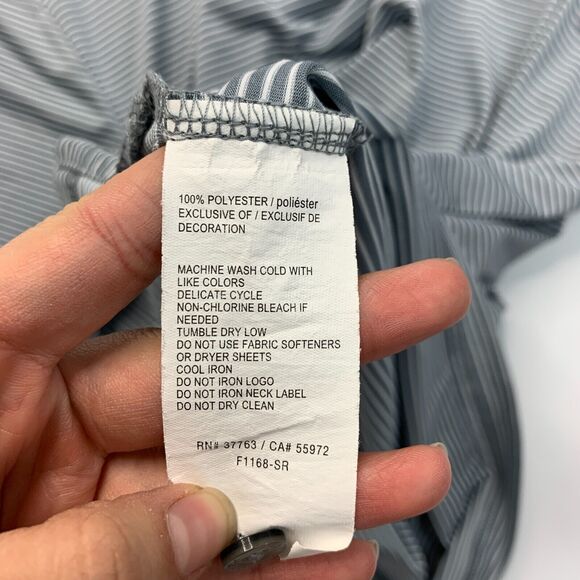 100% POLYESTER / poliéster
EXCLUSIVE OF / EXCLUSIF DE
DECORATION
MACHINE WASH COLD WITH
LIKE COLORS
DELICATE CYCLE
NON-CHLORINE BLEACH IF
NEEDED
TUMBLE DRY LOW
DO NOT USE FABRIC SOFTENERS
OR DRYER SHEETS
COOL IRON
DO NOT IRON LOGO
DO NOT IRON NECK LABEL
DO NOT DRY CLEAN
RN# 37763 / CA# 55972
F1168-SR